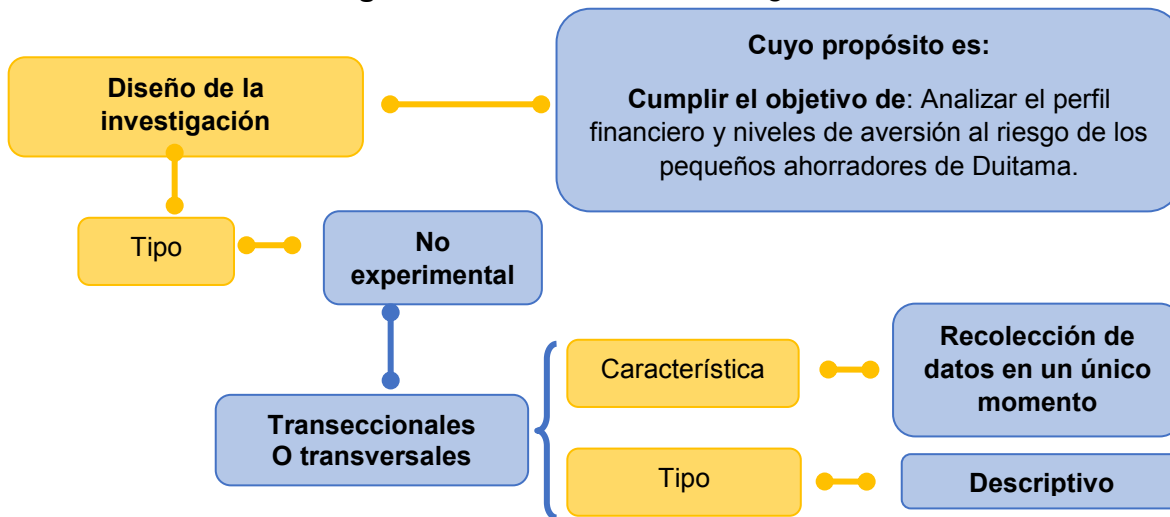 Cuyo propósito es:
Diseño de la
investigación
Cumplir el objetivo de: Analizar el perfil
financiero y niveles de aversión al riesgo de los
pequeños ahorradores de Duitama.
Tipo
No
experimental
Característica
Recolección de
datos en un único
momento
Transeccionales
O transversales
Tipo
Descriptivo